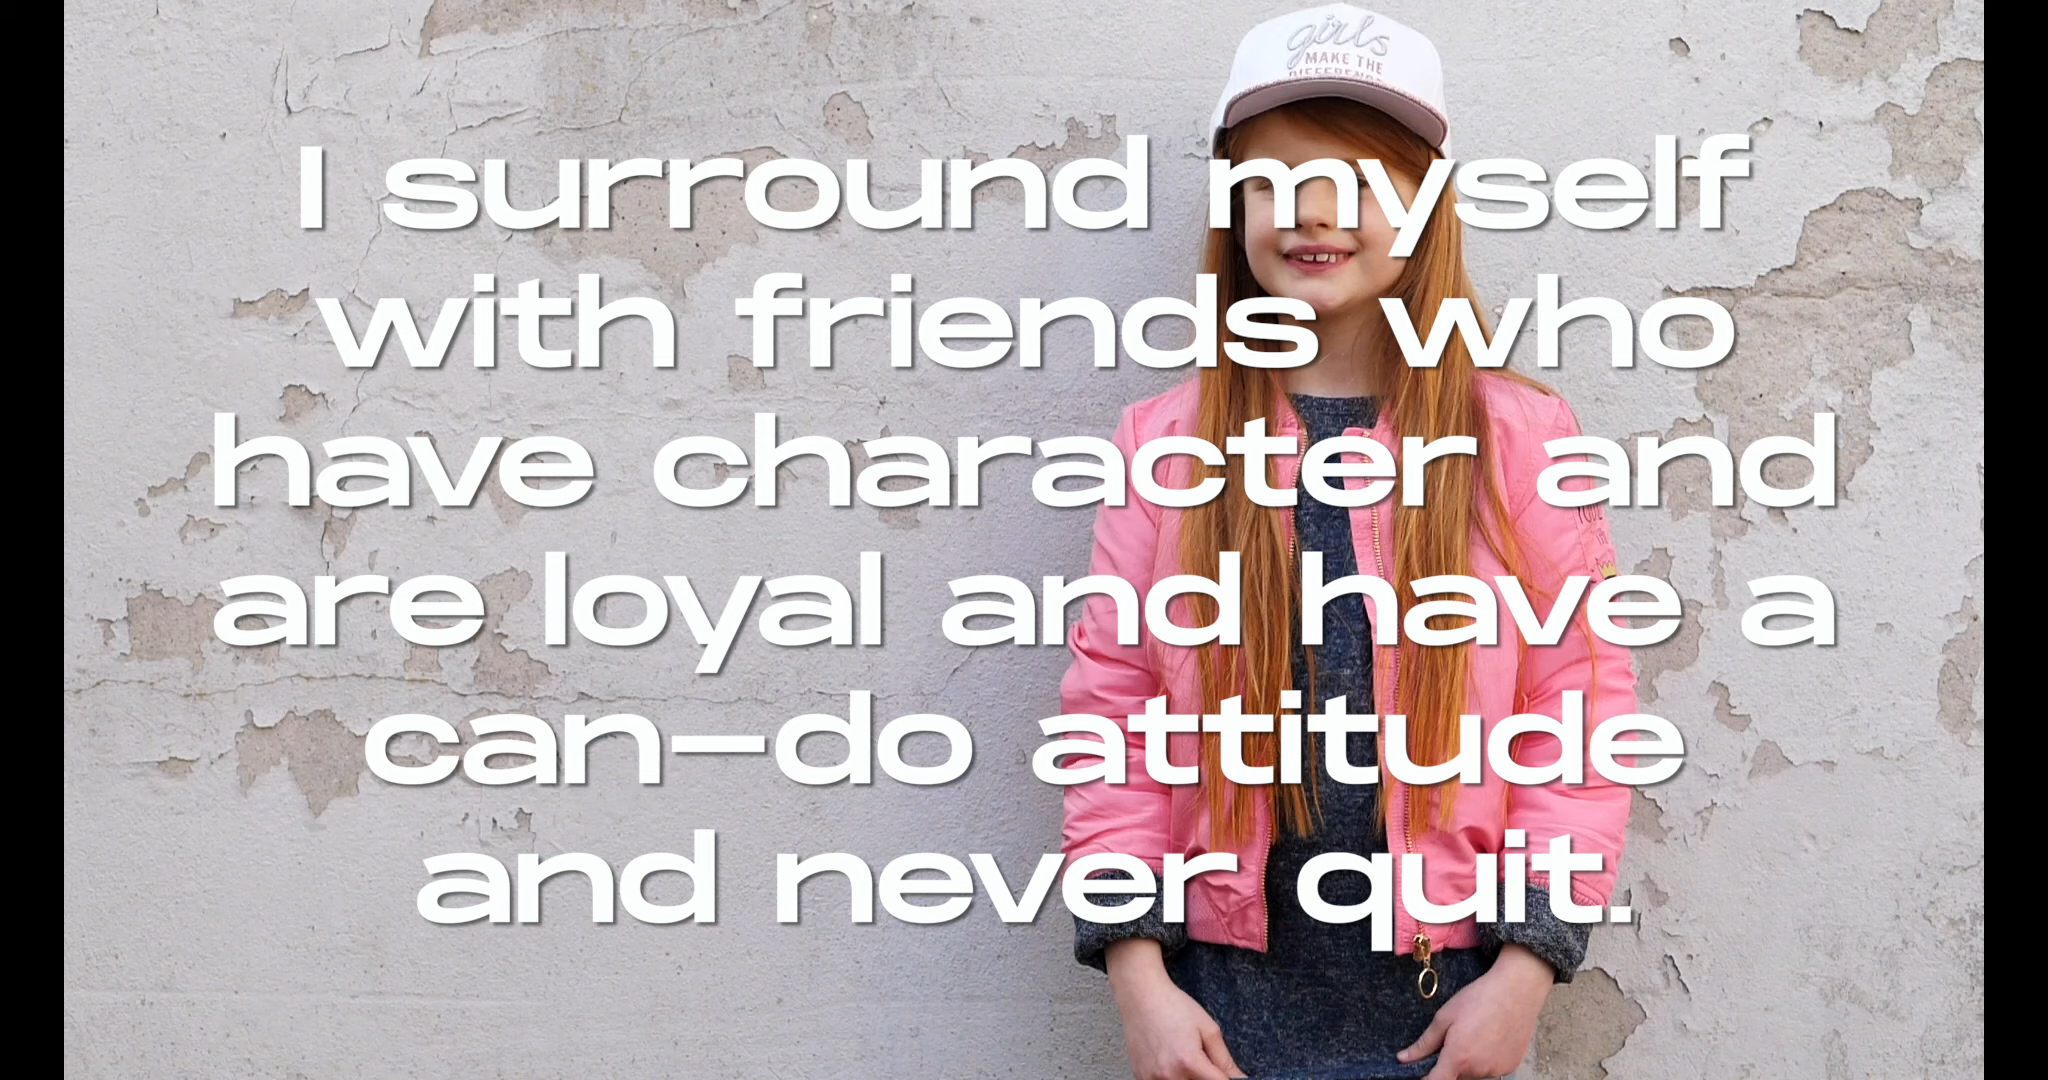 girls
MAKE THE
DIFFERENCE
I surround myself
with friends who
have character and
are loyal and have a
can-do attitude
and never quit.